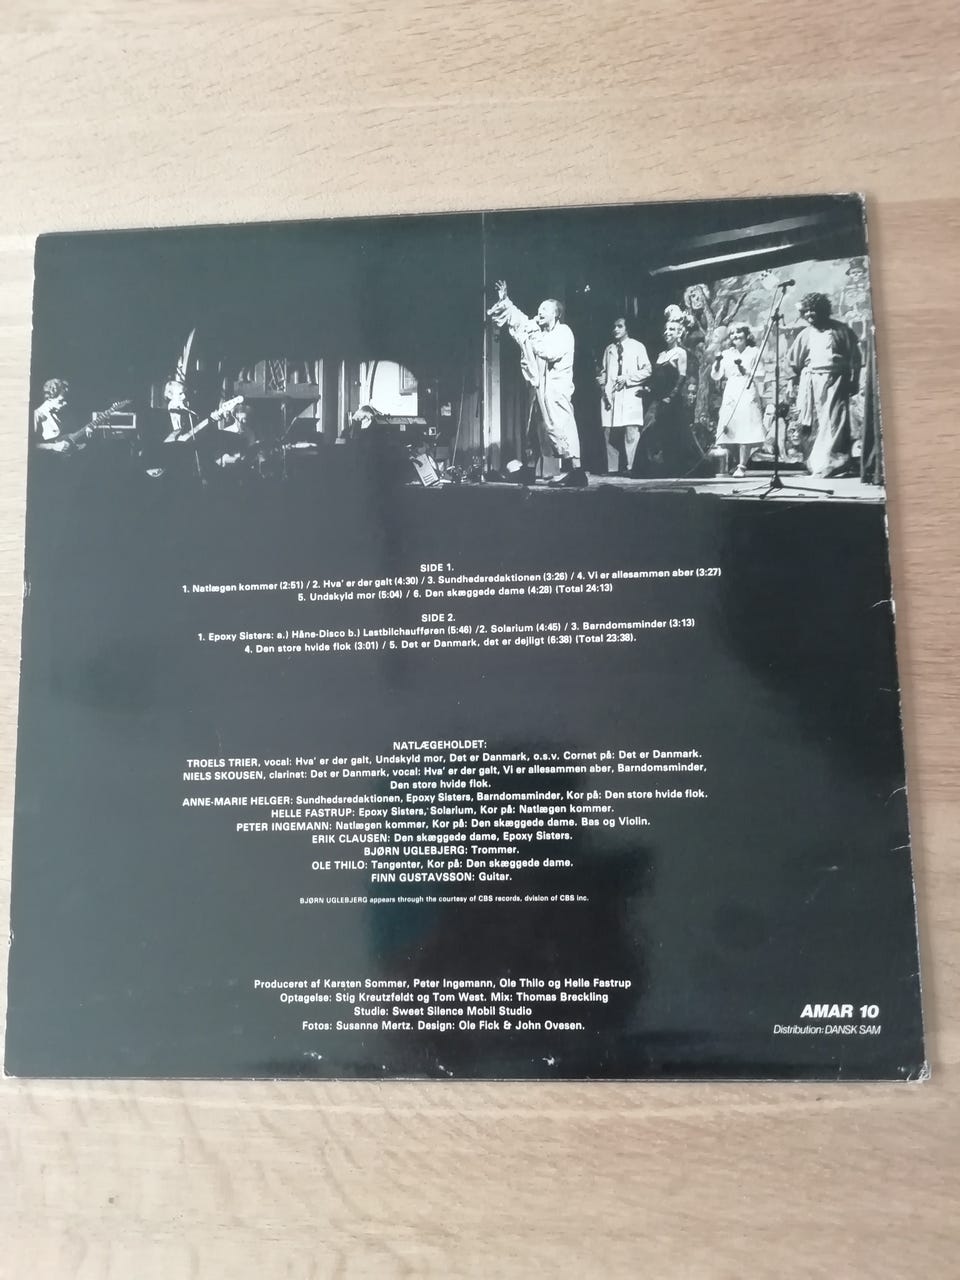 SIDE 1.
1. Natlægen kommer (2:51) / 2. Hva' er der galt (4:30) / 3. Sundhedsredaktionen (3:26) / 4. Vi er allesammen aber (3:27)
5. Undskyld mor (5:04) / 6. Den skæggede dame (4:28) (Total 24:13)
SIDE 2.
1. Epoxy Sisters: a.) Håne-Disco b.) Lastbilchaufføren (5:46) /2. Solarium (4:45) / 3. Barndomsminder (3:13)
4. Den store hvide flok (3:01) / 5. Det er Danmark, det er dejligt (6:38) (Total 23:38).
NATLÆGEHOLDET:
TROELS TRIER, vocal: Hva' er der galt, Undskyld mor, Det er Danmark, o.s.v. Cornet på: Det er Danmark.
NIELS SKOUSEN, clarinet: Det er Danmark, vocal: Hva' er der galt, Vi er allesammen aber, Barndomsminder,
Den store hvide flok.
ANNE-MARIE HELGER: Sundhedsredaktionen, Epoxy Sisters, Barndomsminder, Kor på: Den store hvide flok.
HELLE FASTRUP: Epoxy Sisters, Solarium, Kor på: Natlægen kommer.
PETER INGEMANN: Natlægen kommer, Kor på: Den skæggede dame. Bas og Violin.
ERIK CLAUSEN: Den skæggede dame, Epoxy Sisters.
BJØRN UGLEBJERG: Trommer.
OLE THILO: Tangenter, Kor på: Den skæggede dame.
FINN GUSTAVSSON: Guitar.
BJØRN UGLEBJERG appears through the courtesy of CBS records, division of CBS Inc.
Produceret af Karsten Sommer, Peter Ingemann, Ole Thilo og Helle Fastrup
Optagelse: Stig Kreutzfeldt og Tom West. Mix: Thomas Breckling
Studie: Sweet Silence Mobil Studio
Fotos: Susanne Mertz. Design: Ole Fick & John Ovesen.
AMAR 10
Distribution: DANSK SAM